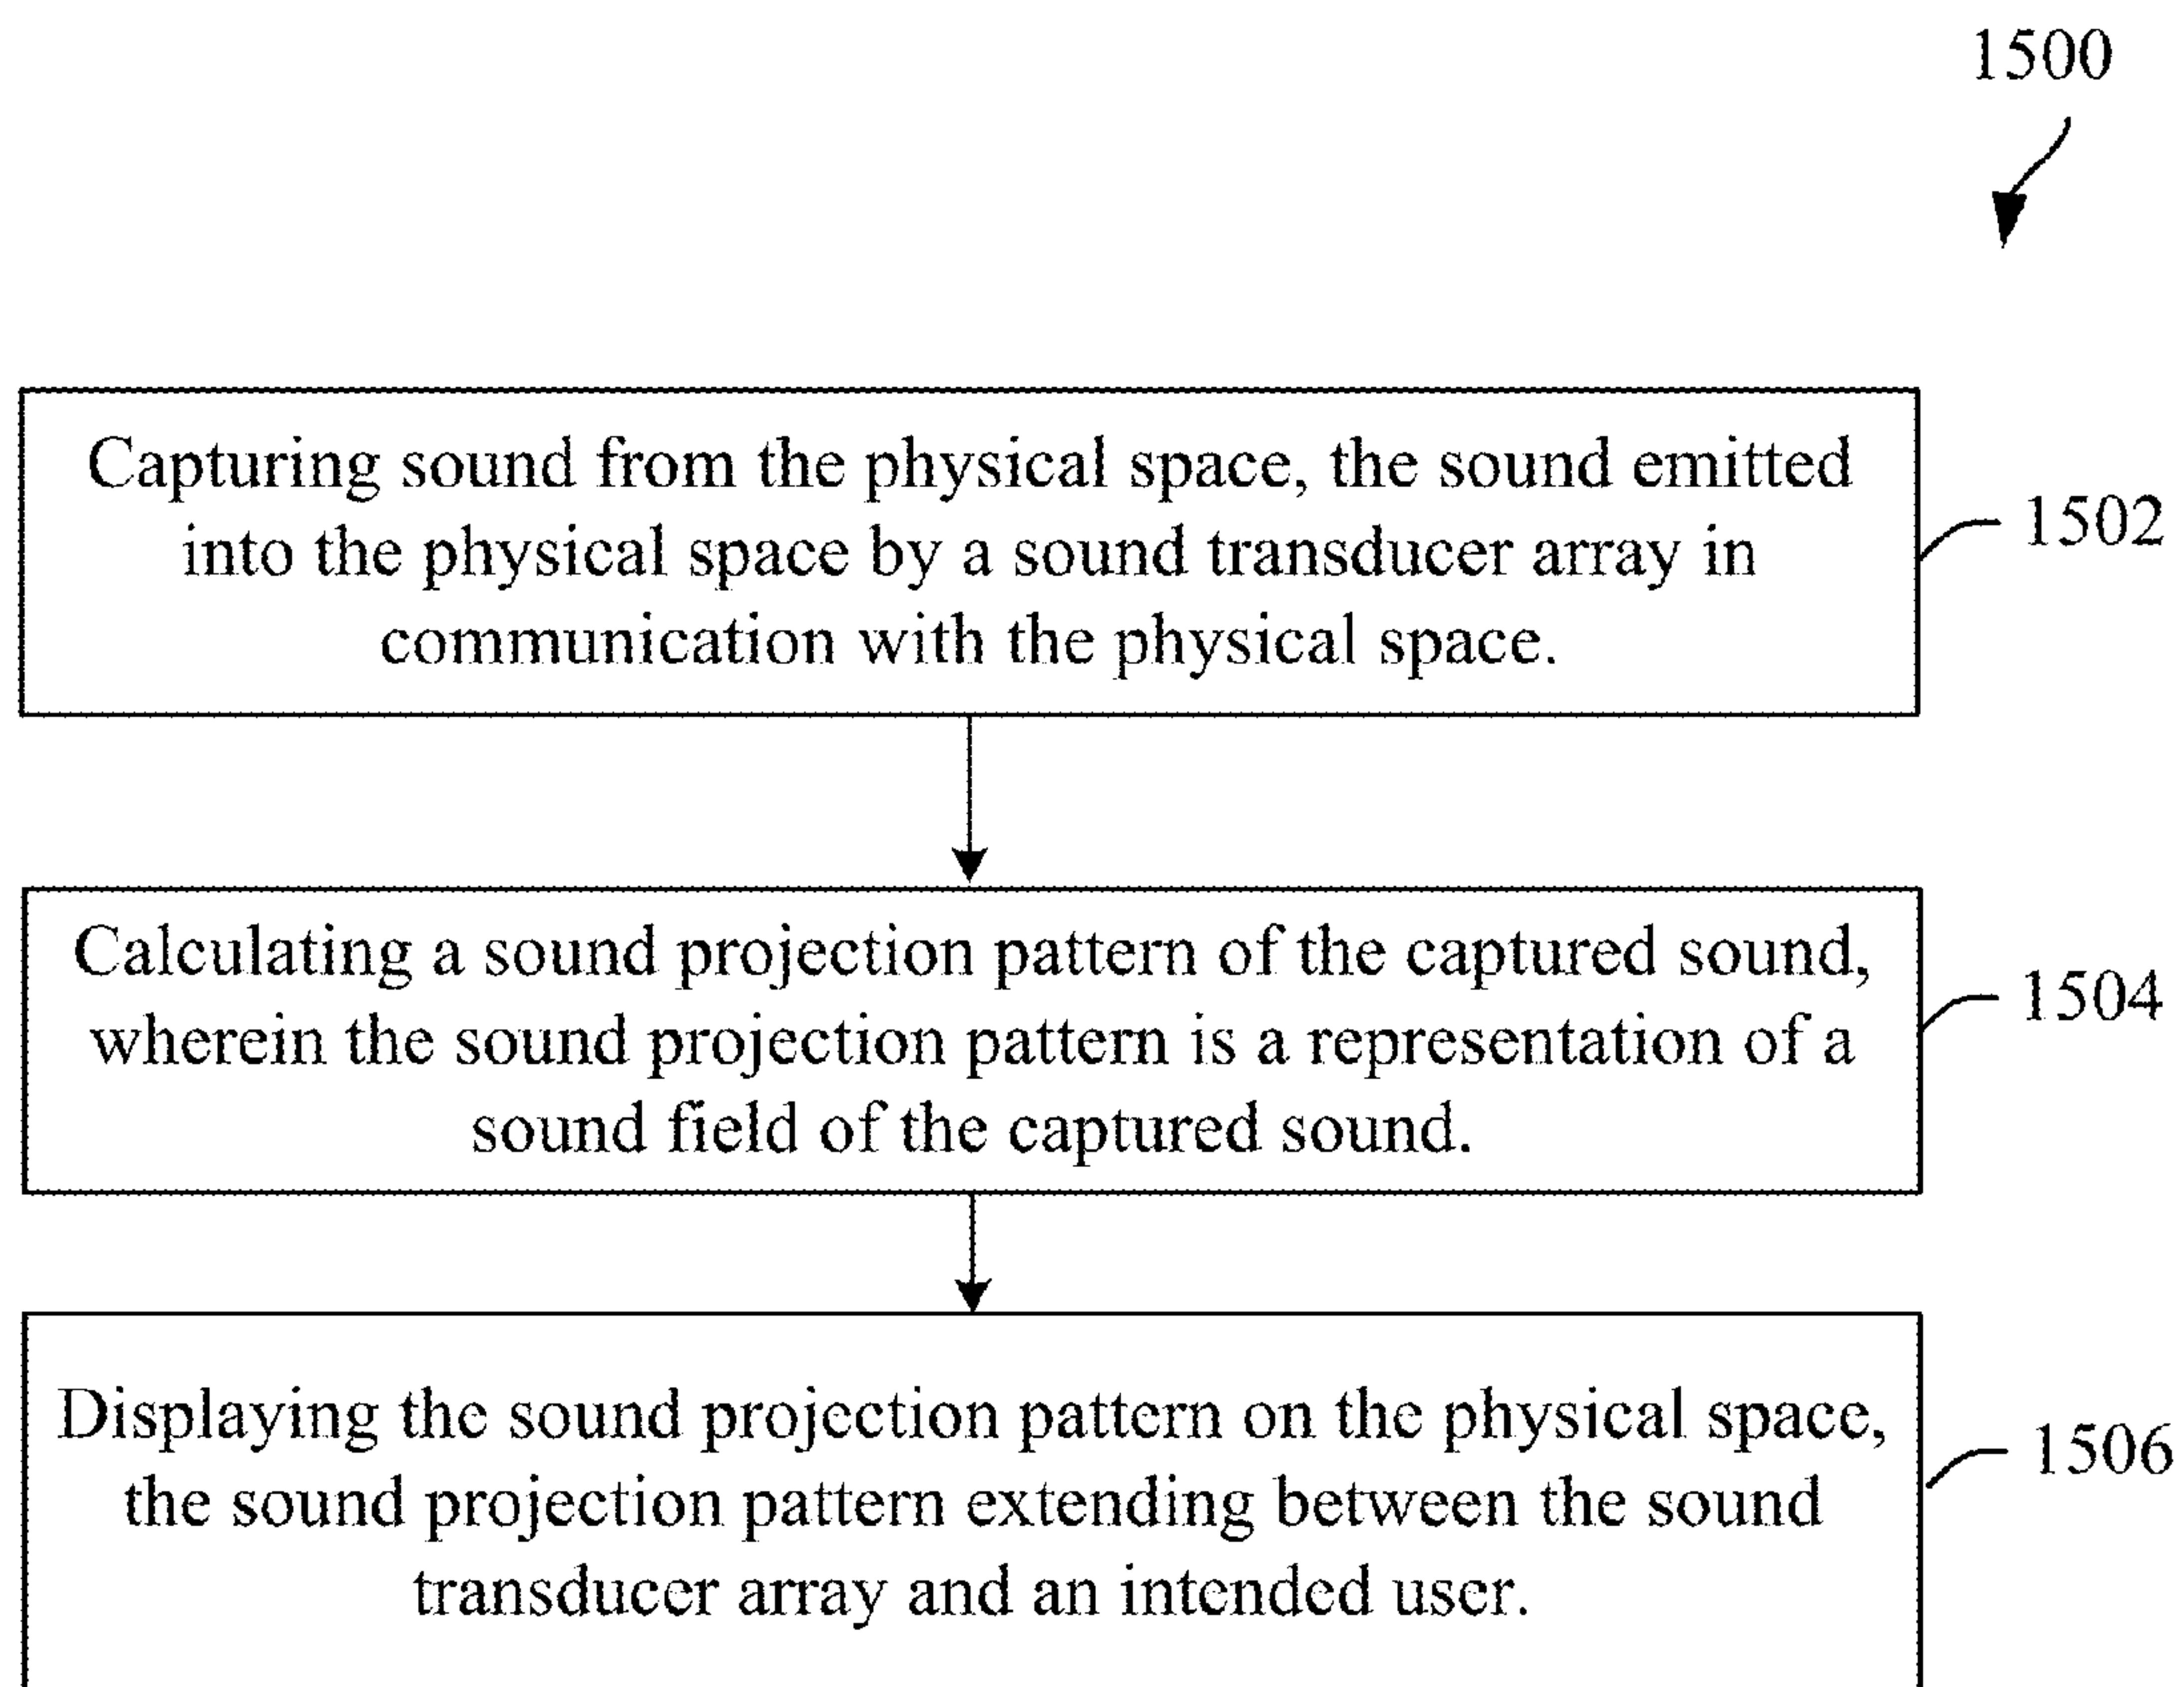 1500
Capturing sound from the physical space, the sound emitted
into the physical space by a sound transducer array in
communication with the physical space.
1502
Calculating a sound projection pattern of the captured sound,
wherein the sound projection pattern is a representation of a
sound field of the captured sound.
1504
Displaying the sound projection pattern on the physical space,
the sound projection pattern extending between the sound
transducer array and an intended user.
1506